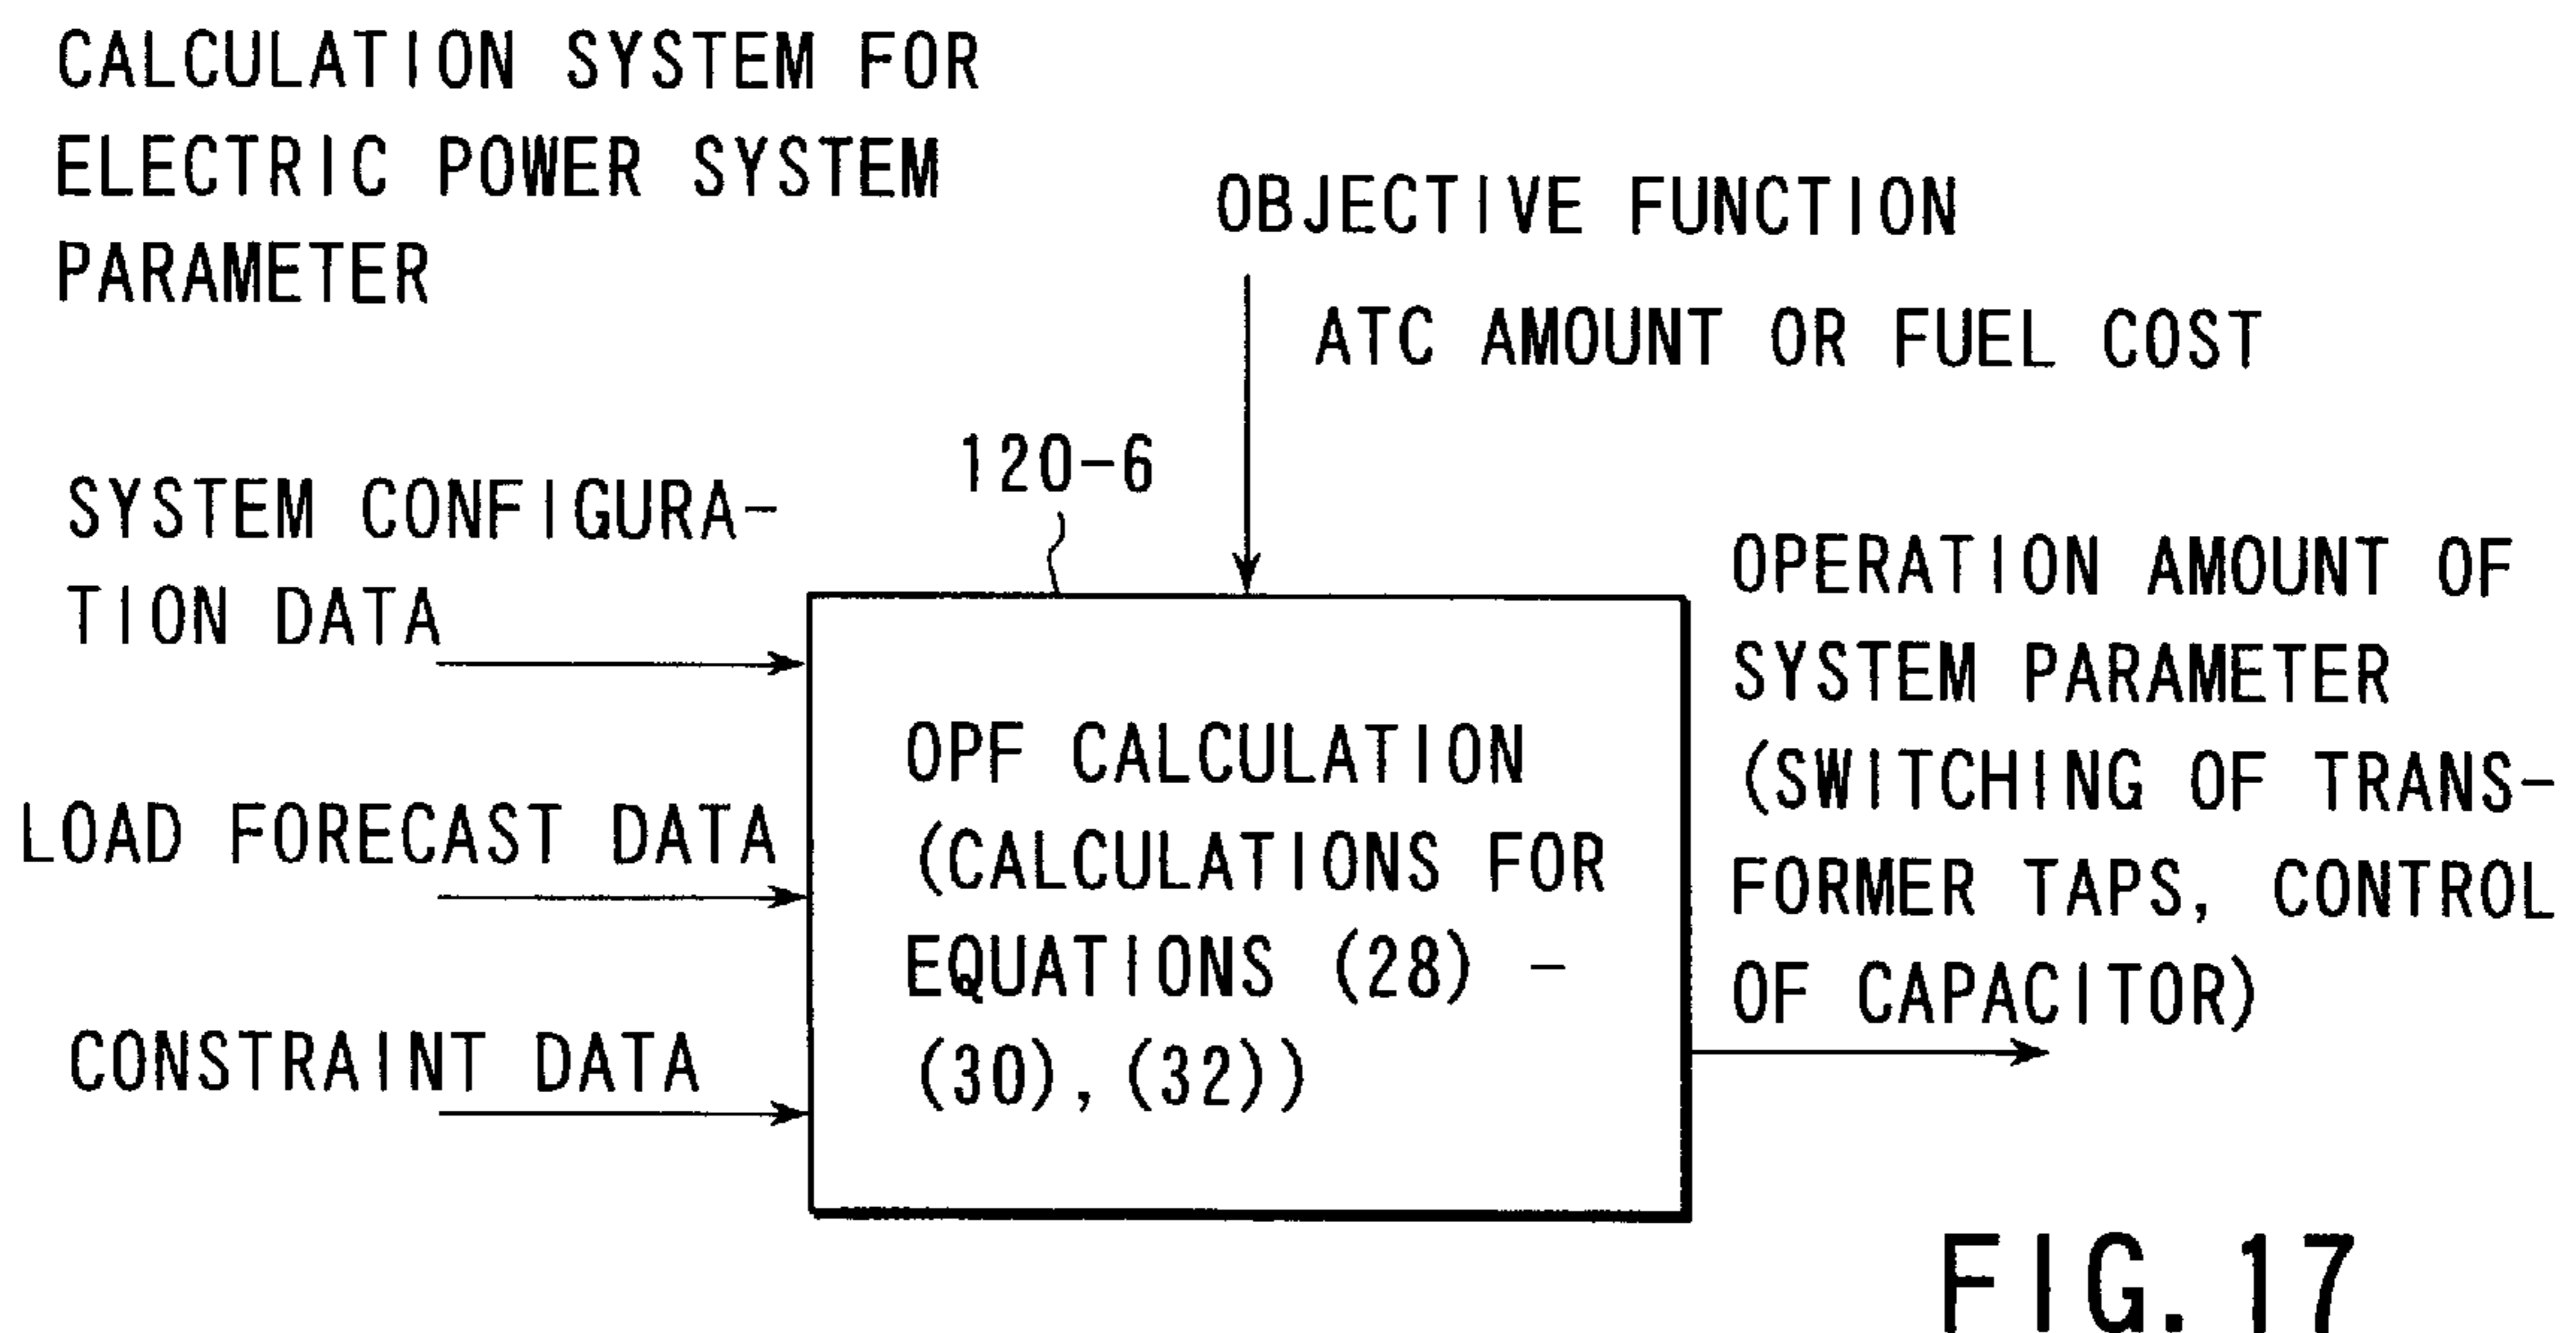 CALCULATION SYSTEM FOR
ELECTRIC POWER SYSTEM
PARAMETER
OBJECTIVE FUNCTION
ATC AMOUNT OR FUEL COST
120-6
SYSTEM CONFIGURA-
TION DATA
LOAD FORECAST DATA
CONSTRAINT DATA
OPF CALCULATION
(CALCULATIONS FOR
EQUATIONS (28) -
(30), (32))
OPERATION AMOUNT OF
SYSTEM PARAMETER
(SWITCHING OF TRANS-
FORMER TAPS, CONTROL
OF CAPACITOR)
FIG. 17